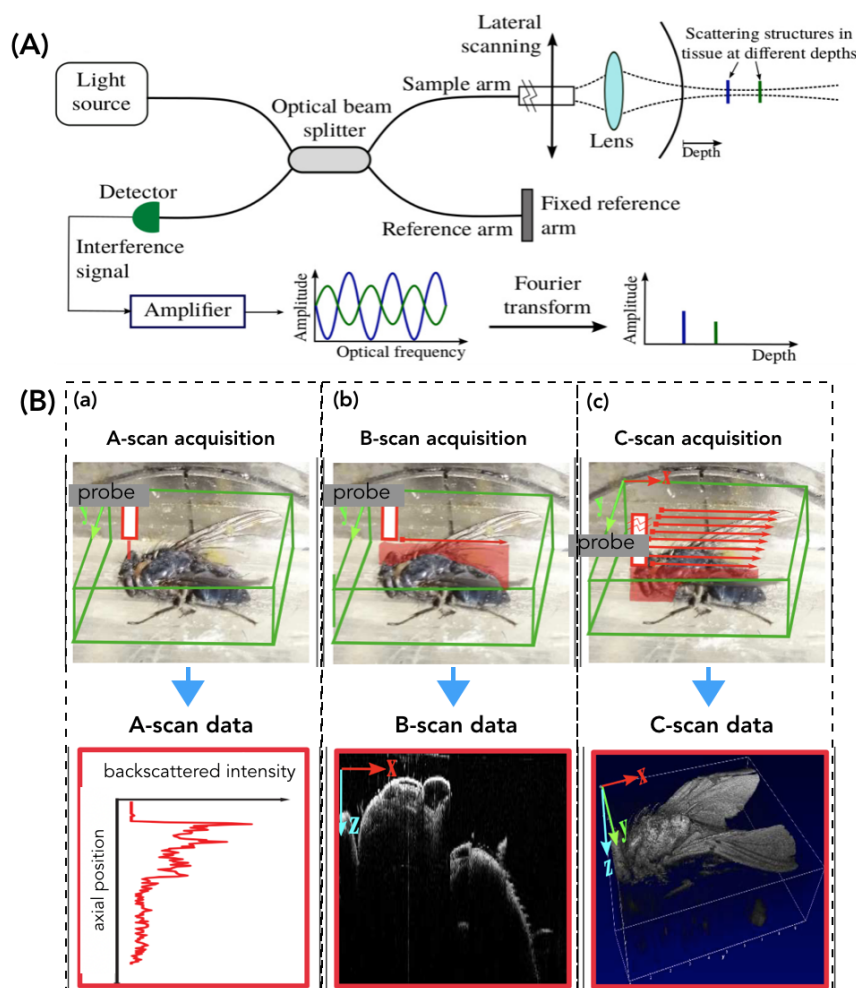 (A)
Light
source
Optical beam
splitter
Sample arm
Lateral
scanning
Lens
Scattering structures in
tissue at different depths
Depth
Detector
Interference
signal
Reference arm
Fixed reference
arm
Amplifier
Amplitude
Optical frequency
Fourier
transform
Amplitude
Depth
(B)
(a)
A-scan acquisition
probe
y
A-scan data
backscattered intensity
axial position
(b)
B-scan acquisition
probe
y
B-scan data
X
Z
(c)
C-scan acquisition
X
y
probe
C-scan data
X
y
Z